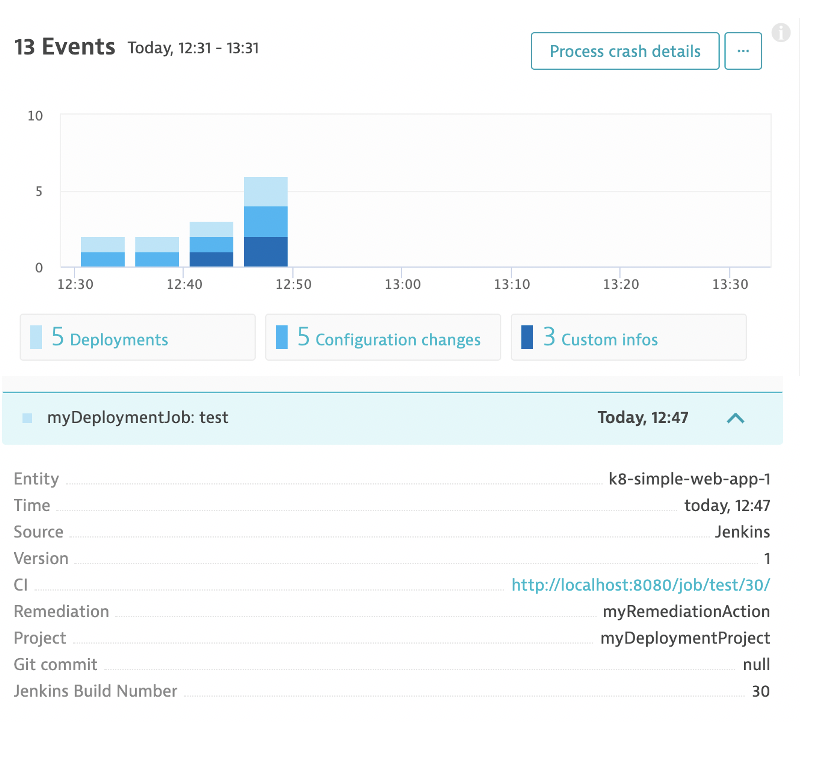 13 Events Today, 12:31 - 13:31 Process crash details ... i
10
5
0
12:30 12:40 12:50 13:00 13:10 13:20 13:30
5 Deployments 5 Configuration changes 3 Custom infos
myDeploymentJob: test Today, 12:47
Entity k8-simple-web-app-1
Time today, 12:47
Source Jenkins
Version 1
CI http://localhost:8080/job/test/30/
Remediation myRemediationAction
Project myDeploymentProject
Git commit null
Jenkins Build Number 30